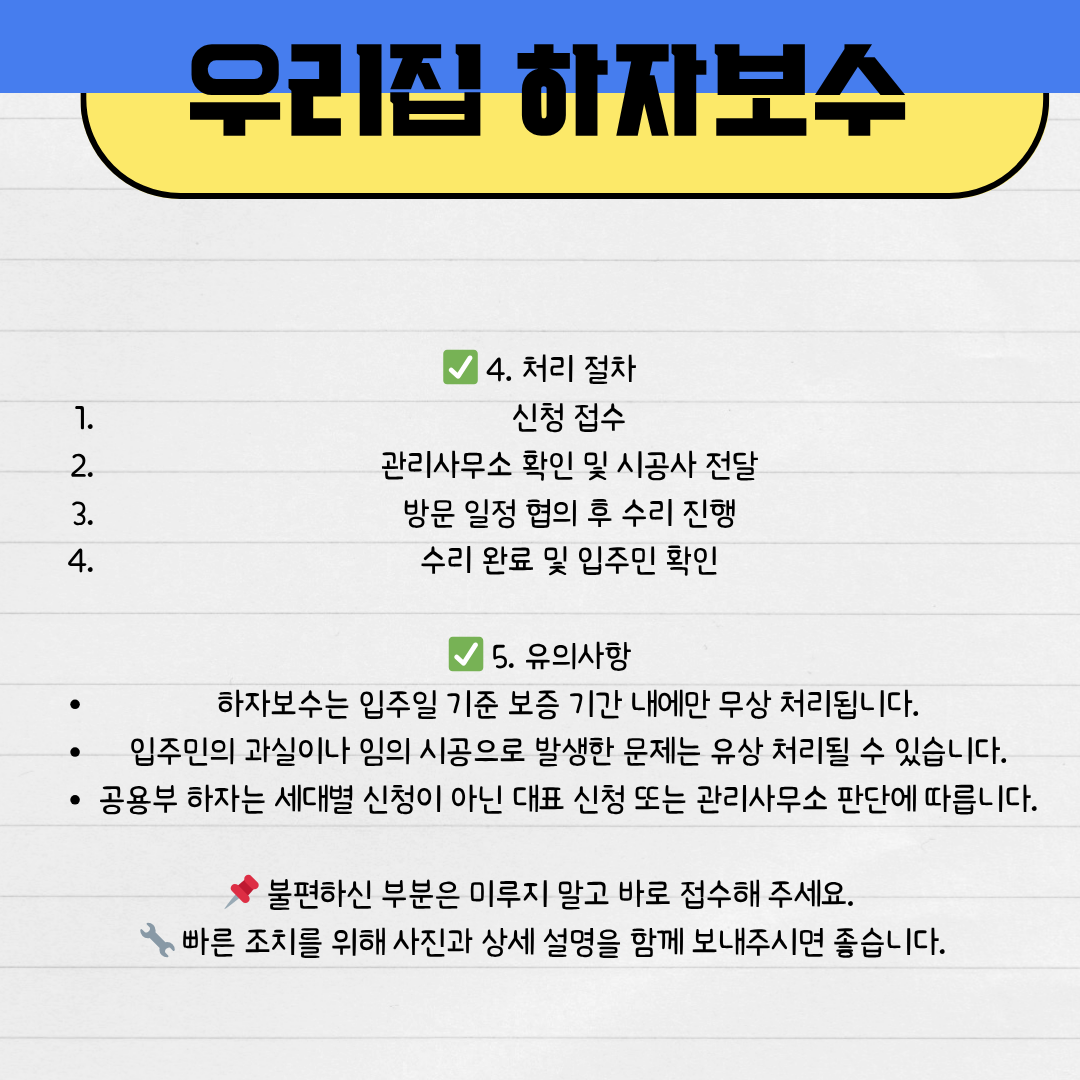 우리집 하자보수
✅ 4. 처리 절차
1. 신청 접수
2. 관리사무소 확인 및 시공사 전달
3. 방문 일정 협의 후 수리 진행
4. 수리 완료 및 입주민 확인
✅ 5. 유의사항
• 하자보수는 입주일 기준 보증 기간 내에만 무상 처리됩니다.
• 입주민의 과실이나 임의 시공으로 발생한 문제는 유상 처리될 수 있습니다.
• 공용부 하자는 세대별 신청이 아닌 대표 신청 또는 관리사무소 판단에 따릅니다.
📌 불편하신 부분은 미루지 말고 바로 접수해 주세요.
🔧 빠른 조치를 위해 사진과 상세 설명을 함께 보내주시면 좋습니다.